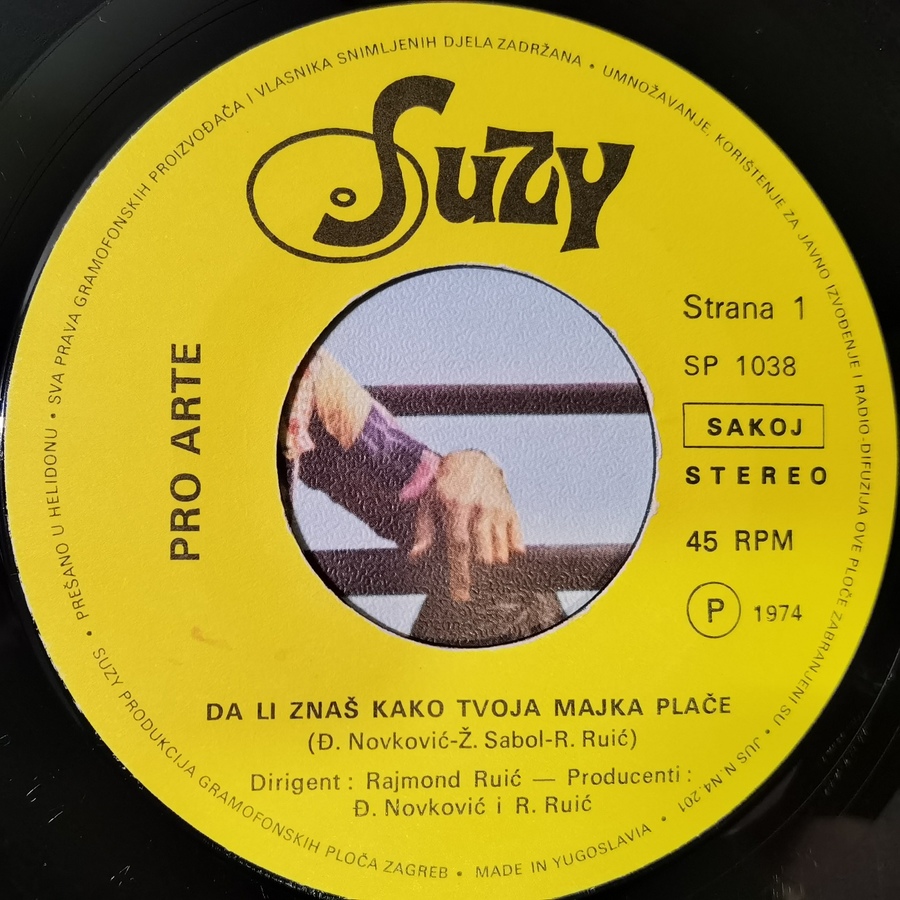 SVA PRAVA GRAMOFONSKIH PROIZVOĐAČA I VLASNIKA SNIMLJENIH DJELA ZADRŽANA • UMNOŽAVANJE, KORIŠTENJE ZA JAVNO IZVOĐENJE I RADIO-DIFUZIJA OVE PLOČE ZABRANJENI SU • JUS N.N4.201 •
Suzy
Strana 1
SP 1038
SAKOJ
STEREO
45 RPM
P 1974
PRO ARTE
DA LI ZNAŠ KAKO TVOJA MAJKA PLAČE
(Đ. Novković-Ž. Sabol-R. Ruić)
Dirigent: Rajmond Ruić — Producenti:
Đ. Novković i R. Ruić
• PREŠANO U HELIDONU •
• SUZY PRODUKCIJA GRAMOFONSKIH PLOČA ZAGREB • MADE IN YUGOSLAVIA